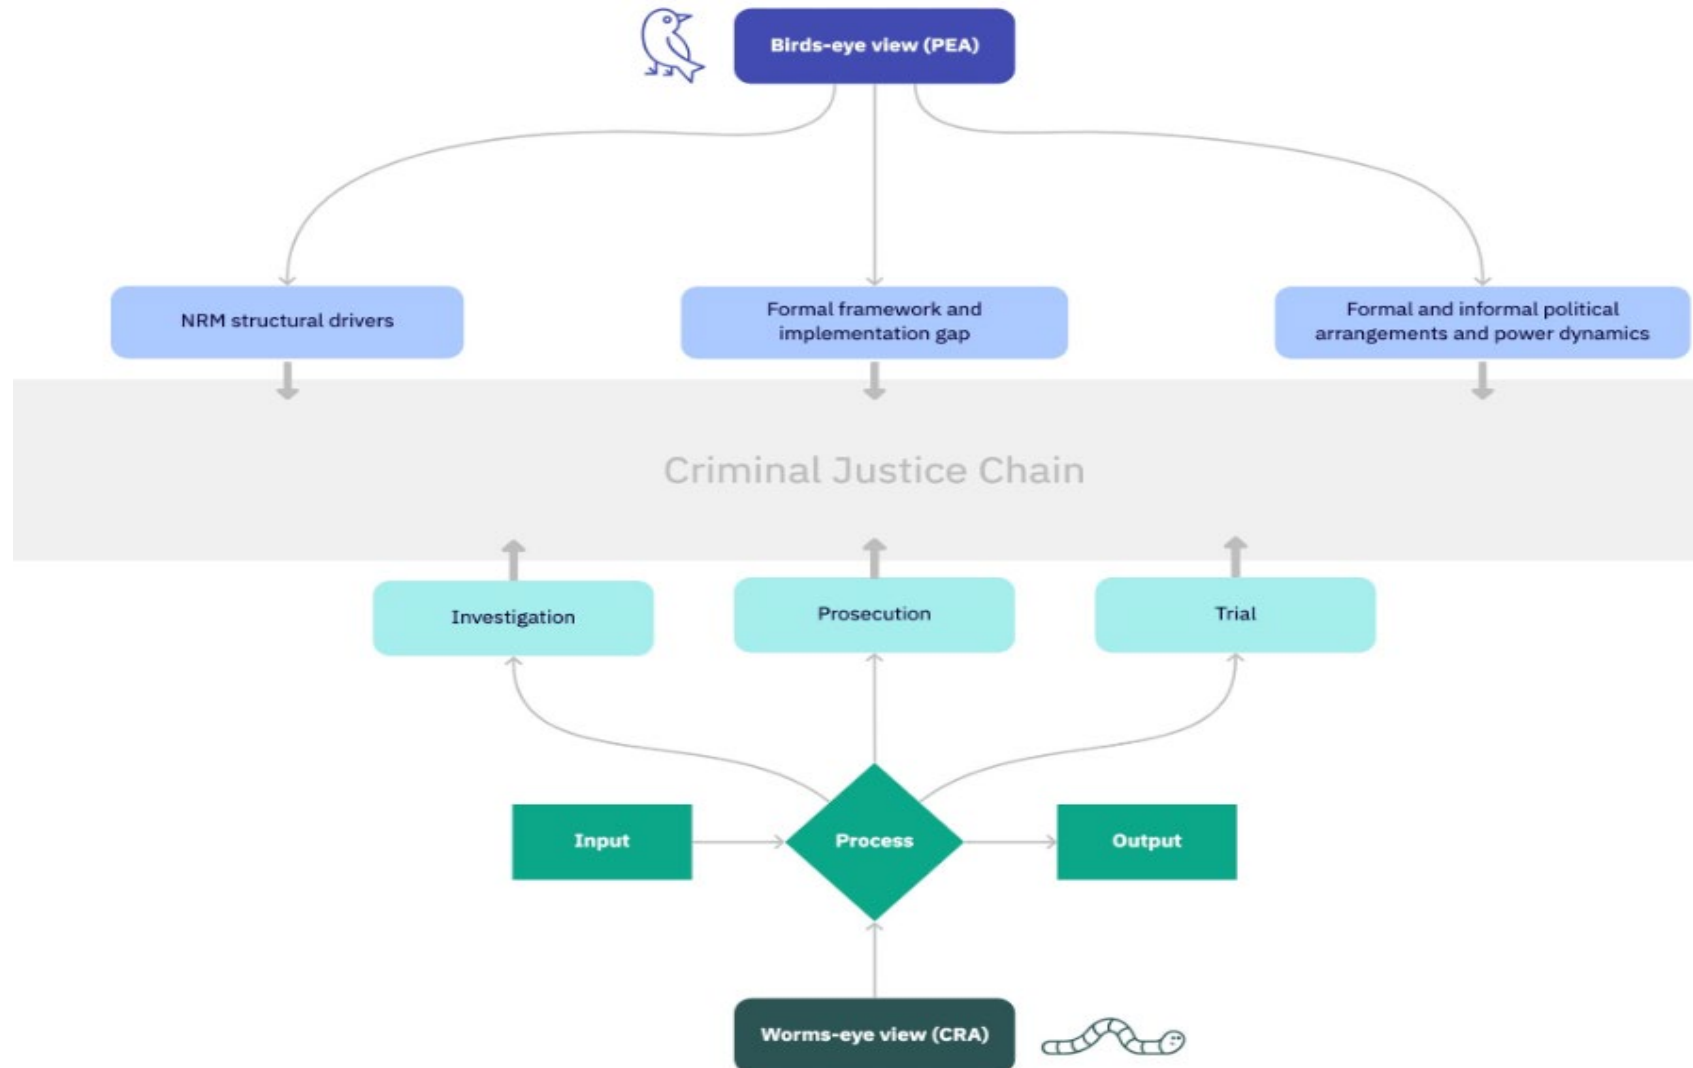 Birds-eye view (PEA)
NRM structural drivers
Formal framework and
implementation gap
Formal and informal political
arrangements and power dynamics
Criminal Justice Chain
Investigation
Prosecution
Trial
Input
Process
Output
Worms-eye view (CRA)